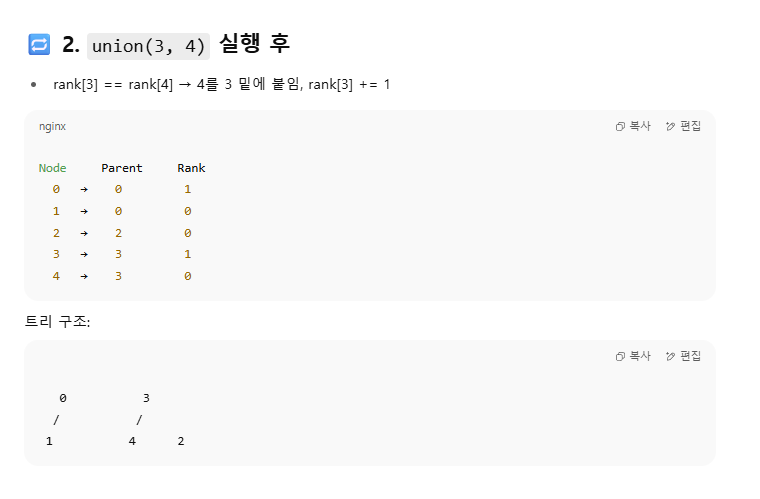 🔁 2. union(3, 4) 실행 후
• rank[3] == rank[4] → 4를 3 밑에 붙임, rank[3] += 1
nginx 복사 편집
Node Parent Rank
0 → 0 1
1 → 0 0
2 → 2 0
3 → 3 1
4 → 3 0
트리 구조:
복사 편집
0 3
/ /
1 4 2